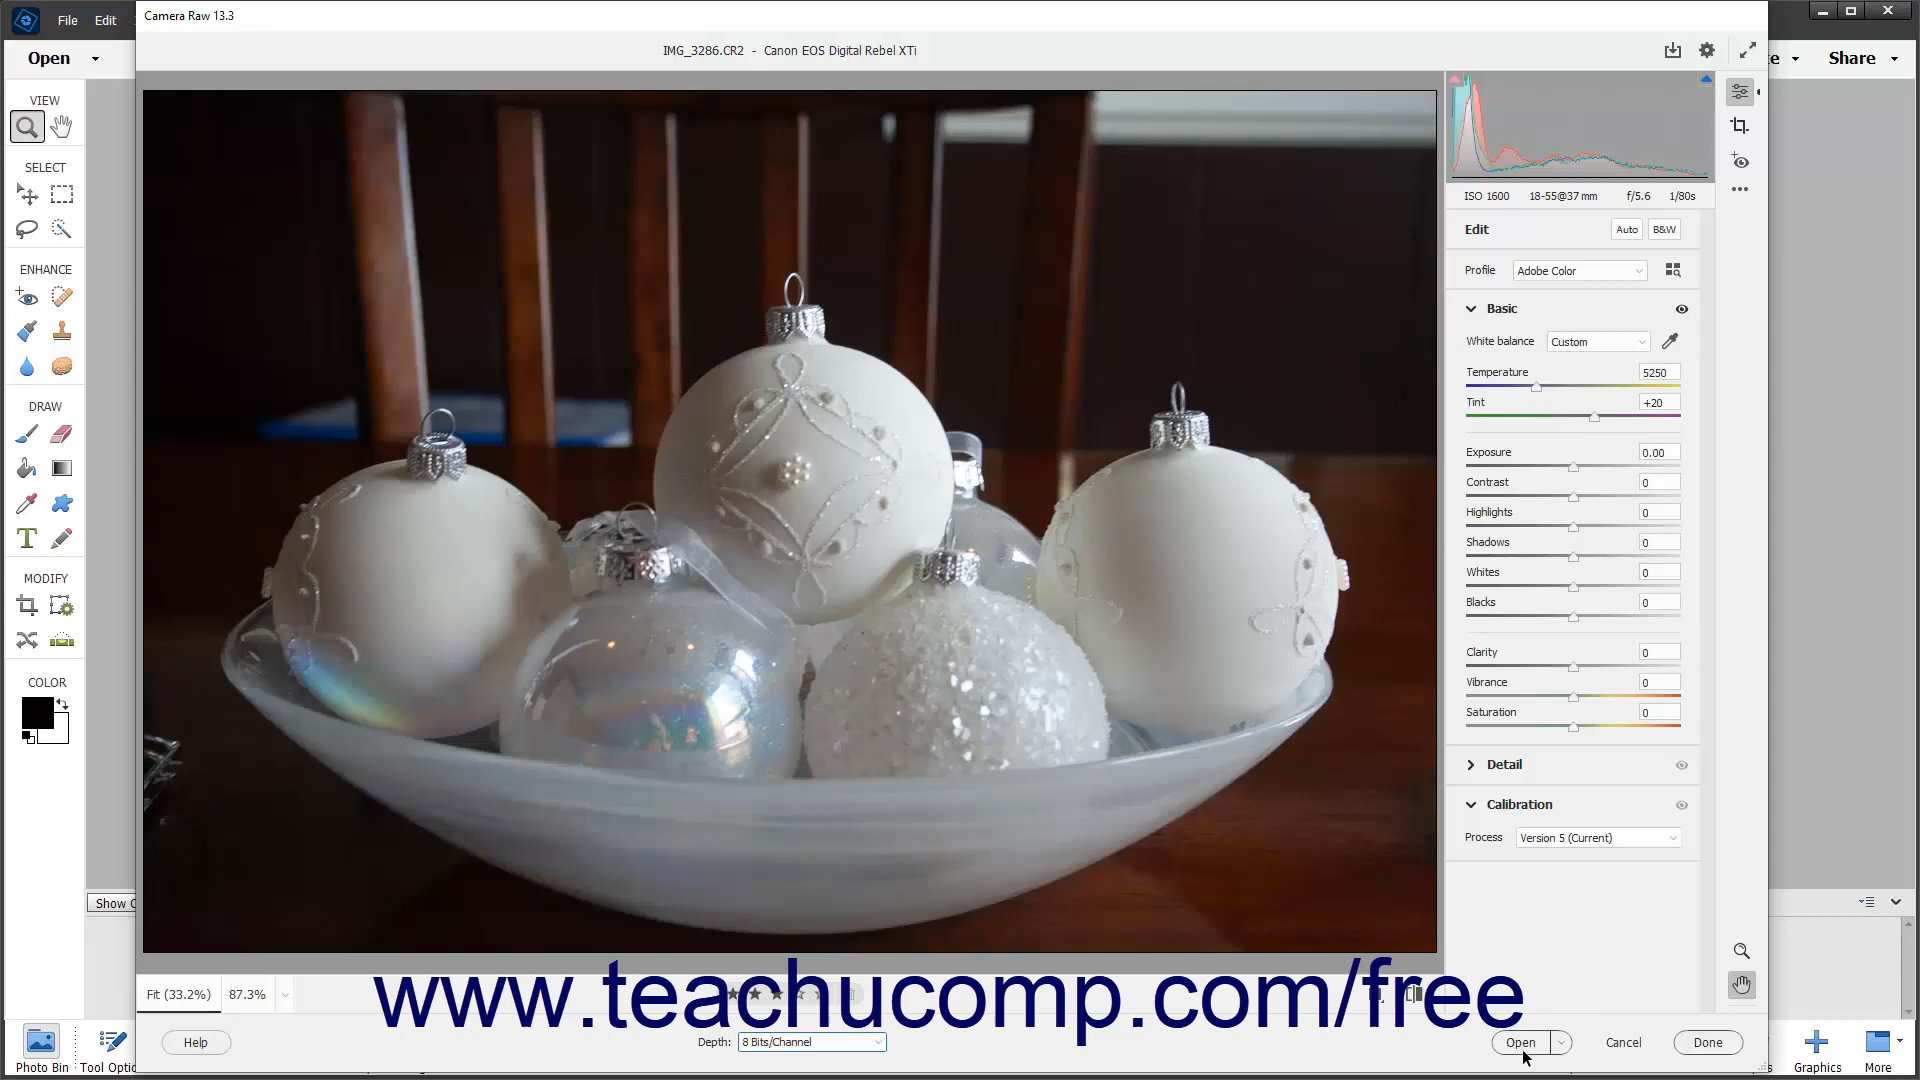 Camera Raw 13.3
File Edit
IMG_3286.CR2 - Canon EOS Digital Rebel XTi
Open
Share
VIEW
SELECT
ENHANCE
DRAW
MODIFY
COLOR
ISO 1600 18-55@37 mm f/5.6 1/80s
Edit Auto B&W
Profile Adobe Color
Basic
White balance Custom
Temperature 5250
Tint +20
Exposure 0.00
Contrast 0
Highlights 0
Shadows 0
Whites 0
Blacks 0
Clarity 0
Vibrance 0
Saturation 0
Detail
Calibration
Process Version 5 (Current)
Show
Fit (33.2%) 87.3%
www.teachucomp.com/free
Help
Depth: 8 Bits/Channel
Open Cancel Done
Photo Bin Tool
Graphics More